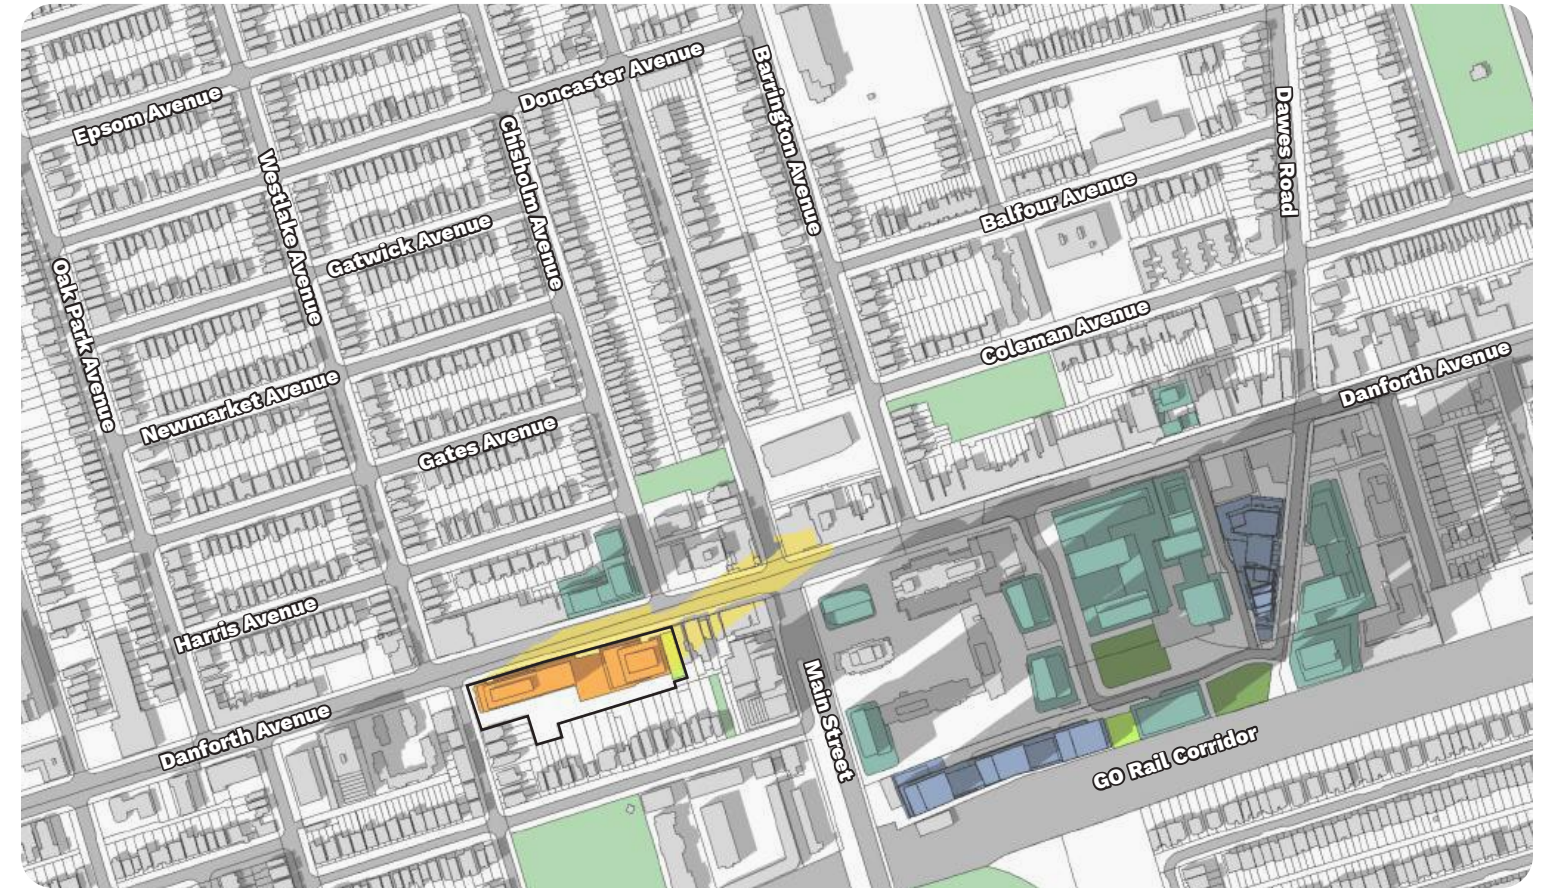 Doncaster Avenue
Barrington Avenue
Epsom Avenue
Dawes Road
Chisholm Avenue
Westlake Avenue
Balfour Avenue
Gatwick Avenue
Oak Park Avenue
Coleman Avenue
Danforth Avenue
Newmarket Avenue
Gates Avenue
Harris Avenue
Main Street
Danforth Avenue
GO Rail Corridor